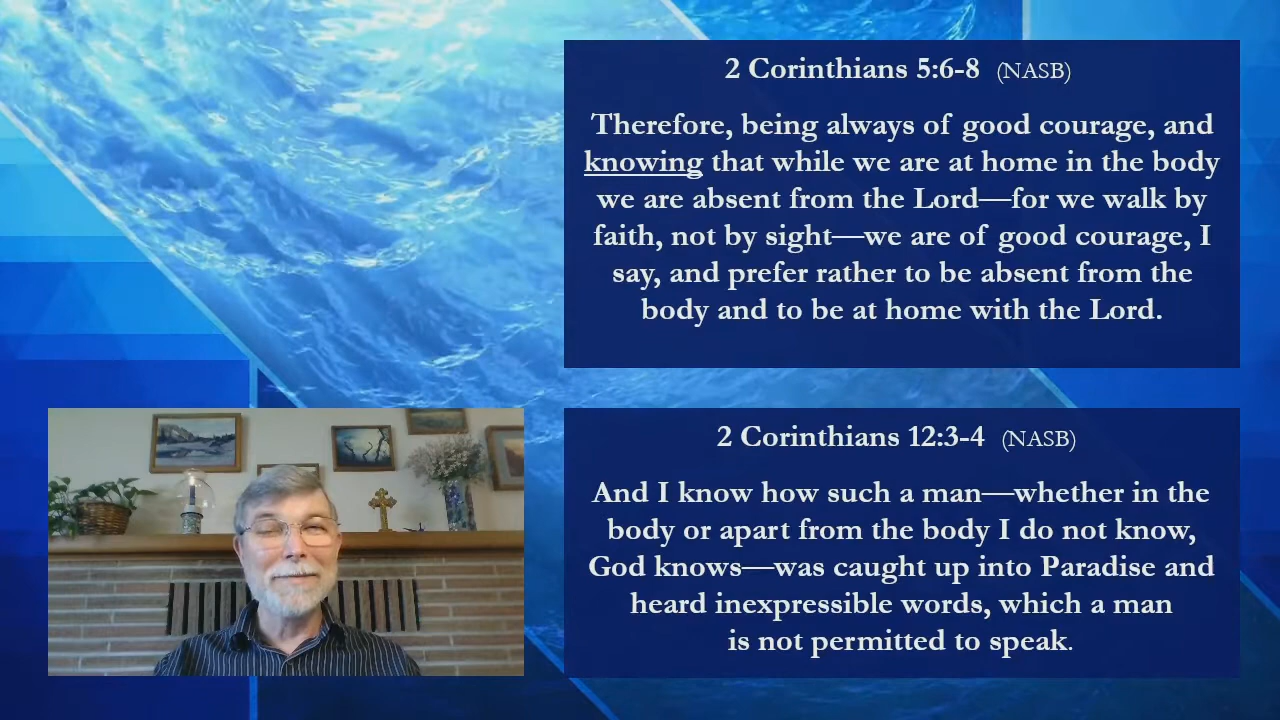 2 Corinthians 5:6-8 (NASB)
Therefore, being always of good courage, and
knowing that while we are at home in the body
we are absent from the Lord—for we walk by
faith, not by sight—we are of good courage, I
say, and prefer rather to be absent from the
body and to be at home with the Lord.
2 Corinthians 12:3-4 (NASB)
And I know how such a man—whether in the
body or apart from the body I do not know,
God knows—was caught up into Paradise and
heard inexpressible words, which a man
is not permitted to speak.